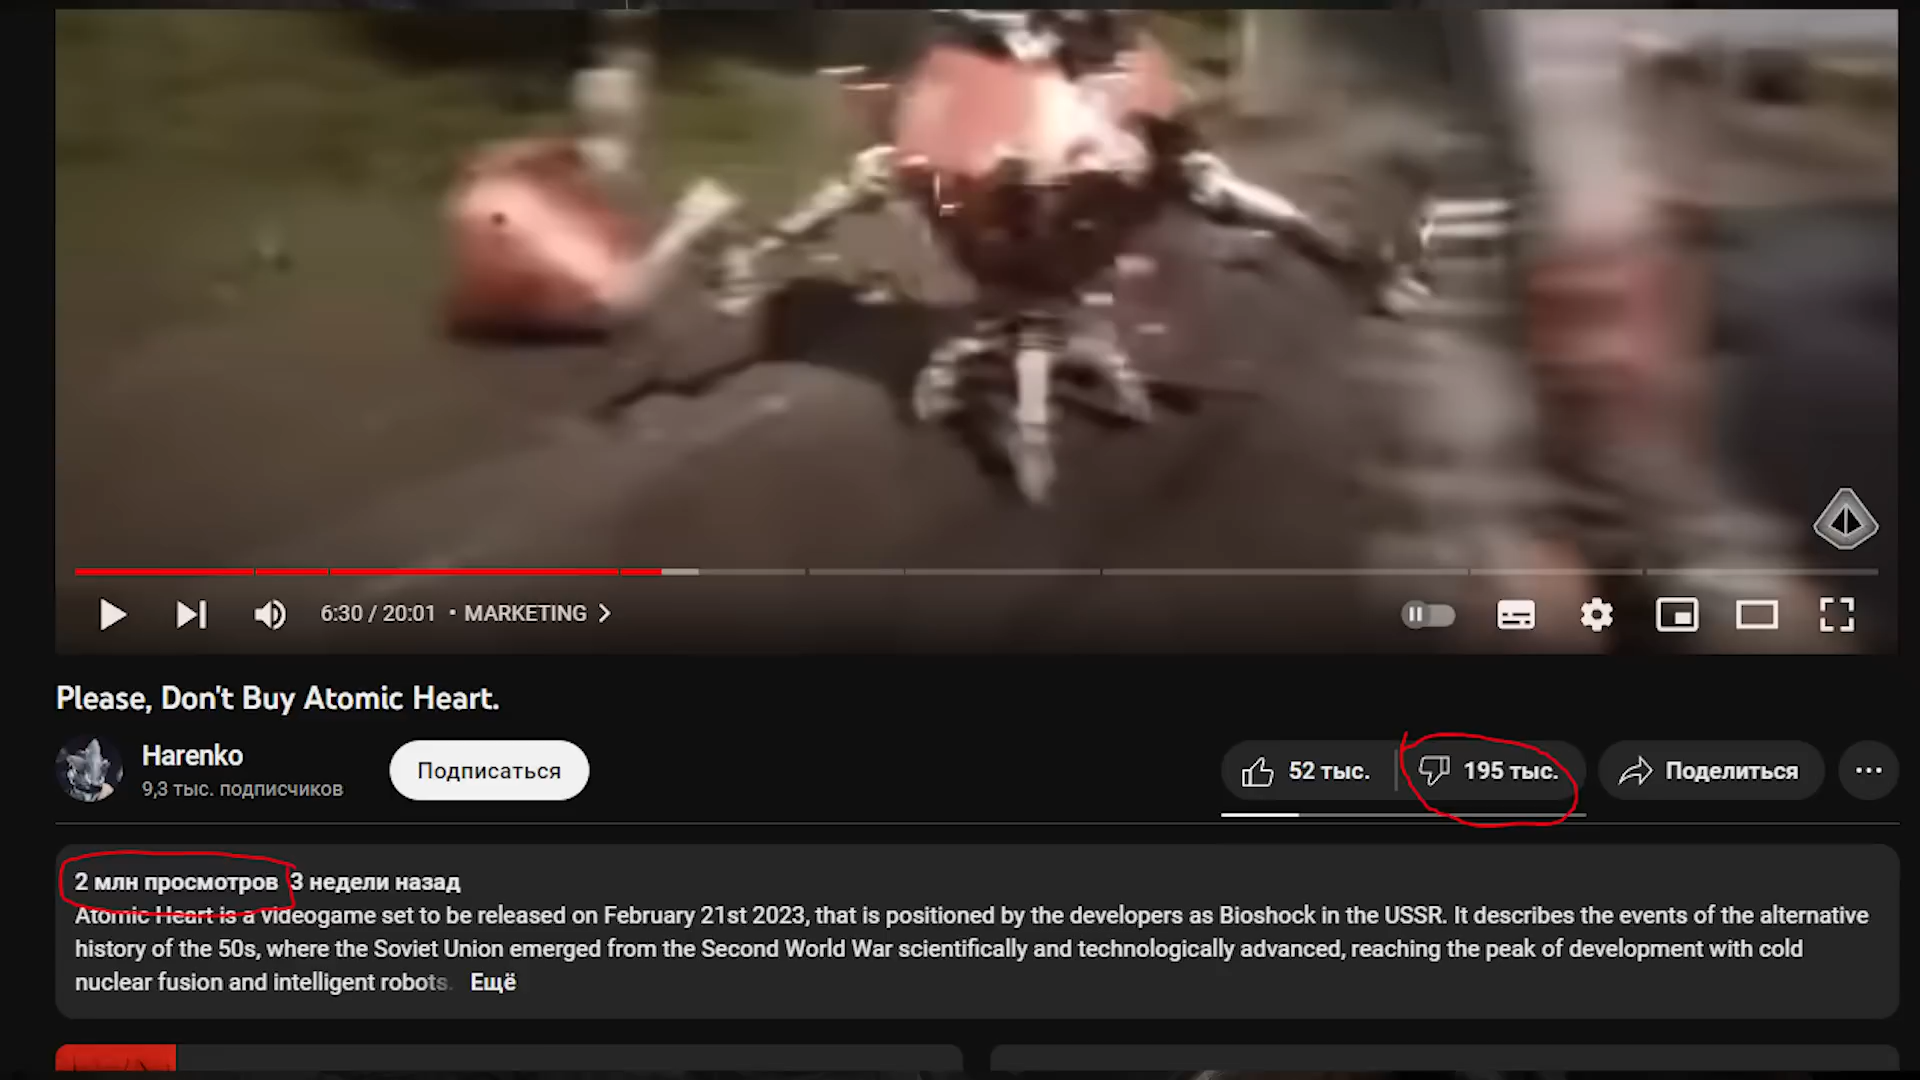 6:30 / 20:01 • MARKETING
Please, Don't Buy Atomic Heart.
Harenko
9,3 тыс. подписчиков
Подписаться
52 тыс.
195 тыс.
Поделиться
2 млн просмотров 3 недели назад
Atomic Heart is a videogame set to be released on February 21st 2023, that is positioned by the developers as Bioshock in the USSR. It describes the events of the alternative
history of the 50s, where the Soviet Union emerged from the Second World War scientifically and technologically advanced, reaching the peak of development with cold
nuclear fusion and intelligent robots. Ещё